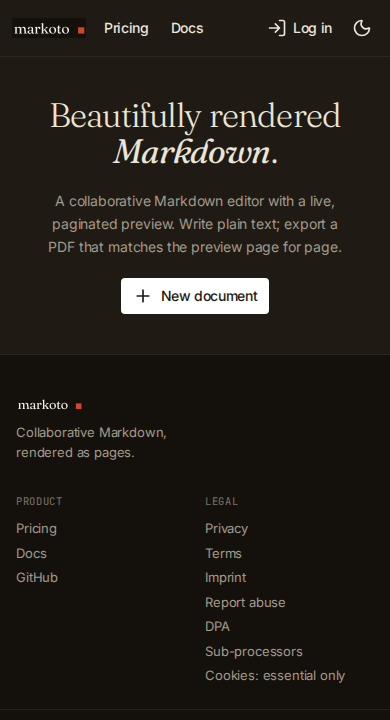 markoto
Pricing
Docs
Log in
Beautifully rendered
Markdown.
A collaborative Markdown editor with a live,
paginated preview. Write plain text; export a
PDF that matches the preview page for page.
New document
markoto
Collaborative Markdown,
rendered as pages.
PRODUCT
Pricing
Docs
GitHub
LEGAL
Privacy
Terms
Imprint
Report abuse
DPA
Sub-processors
Cookies: essential only